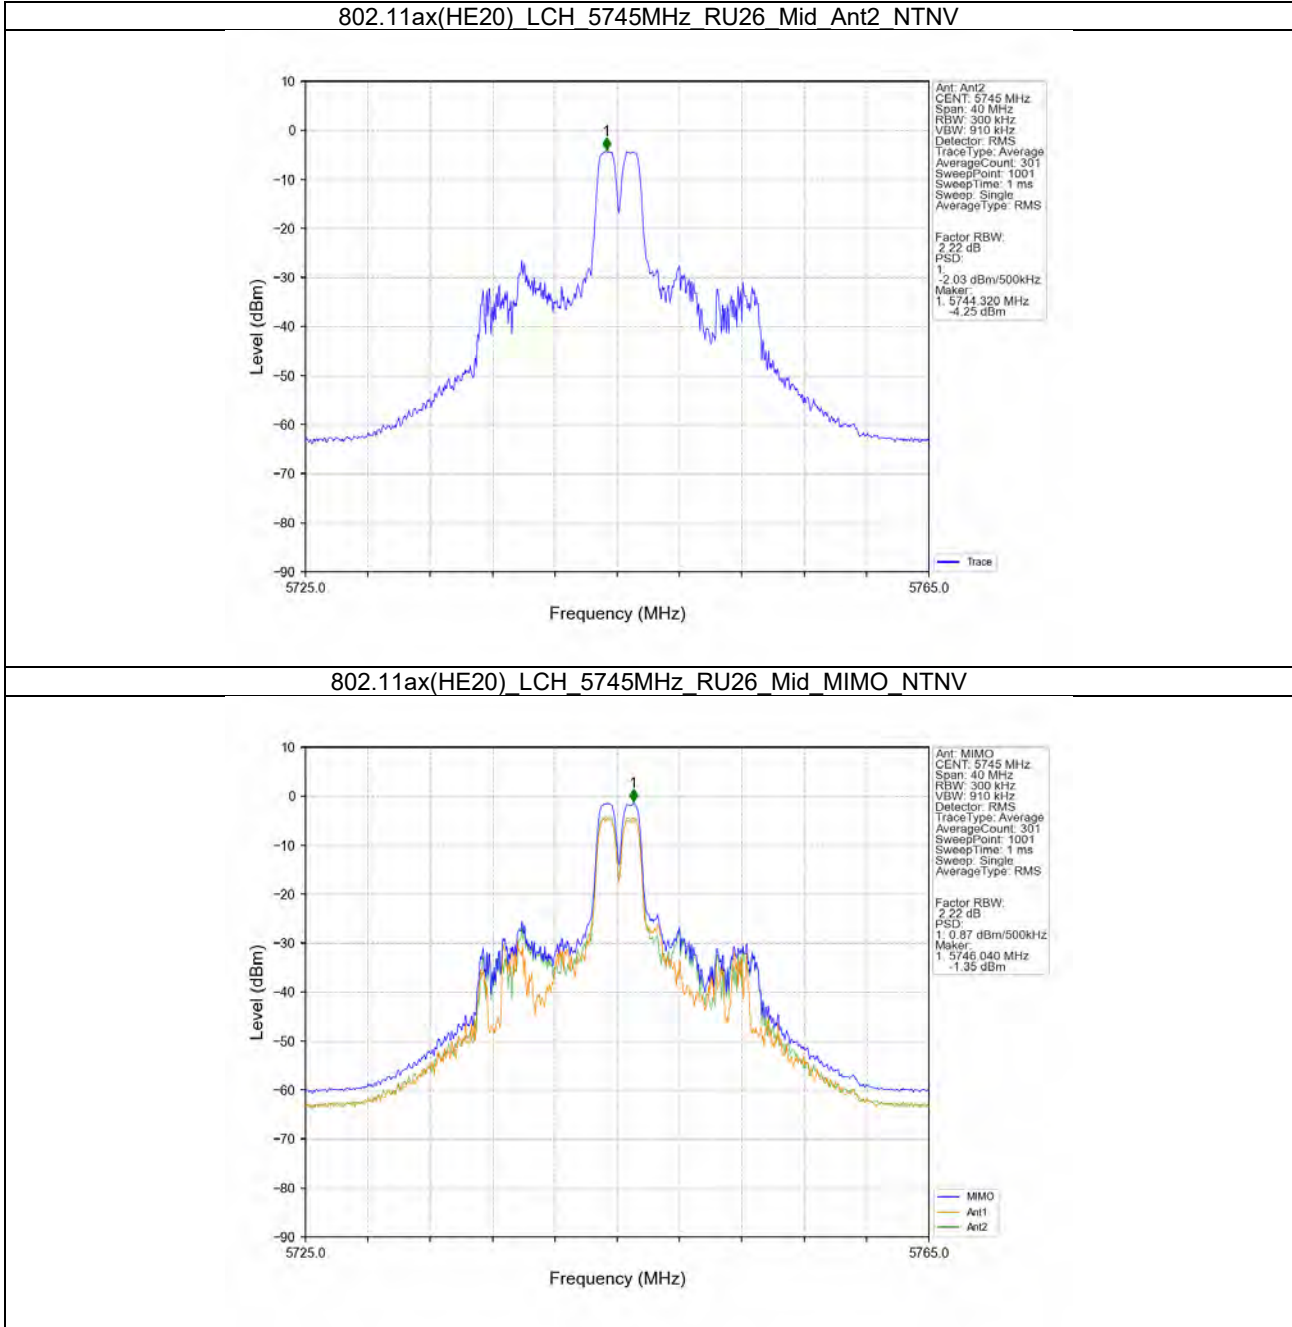 802.11ax(HE20)_LCH_5745MHz_RU26_Mid_Ant2_NTNV
10
0
−10
−20
−30
−40
−50
−60
−70
−80
−90
Level (dBm)
1
5725.0
5765.0
Frequency (MHz)
Ant: Ant2
CENT: 5745 MHz
Span: 40 MHz
RBW: 300 kHz
VBW: 910 kHz
Detector: RMS
TraceType: Average
AverageCount: 301
SweepPoint: 1001
SweepTime: 1 ms
Sweep: Single
AverageType: RMS
Factor RBW:
2.22 dB
PSD:
1.
-2.03 dBm/500kHz
Maker:
1. 5744.320 MHz
-4.25 dBm
Trace
802.11ax(HE20)_LCH_5745MHz_RU26_Mid_MIMO_NTNV
10
0
−10
−20
−30
−40
−50
−60
−70
−80
−90
Level (dBm)
1
5725.0
5765.0
Frequency (MHz)
Ant: MIMO
CENT: 5745 MHz
Span: 40 MHz
RBW: 300 kHz
VBW: 910 kHz
Detector: RMS
TraceType: Average
AverageCount: 301
SweepPoint: 1001
SweepTime: 1 ms
Sweep: Single
AverageType: RMS
Factor RBW:
2.22 dB
PSD:
1. 0.87 dBm/500kHz
Maker:
1. 5746.040 MHz
-1.35 dBm
MIMO
Ant1
Ant2